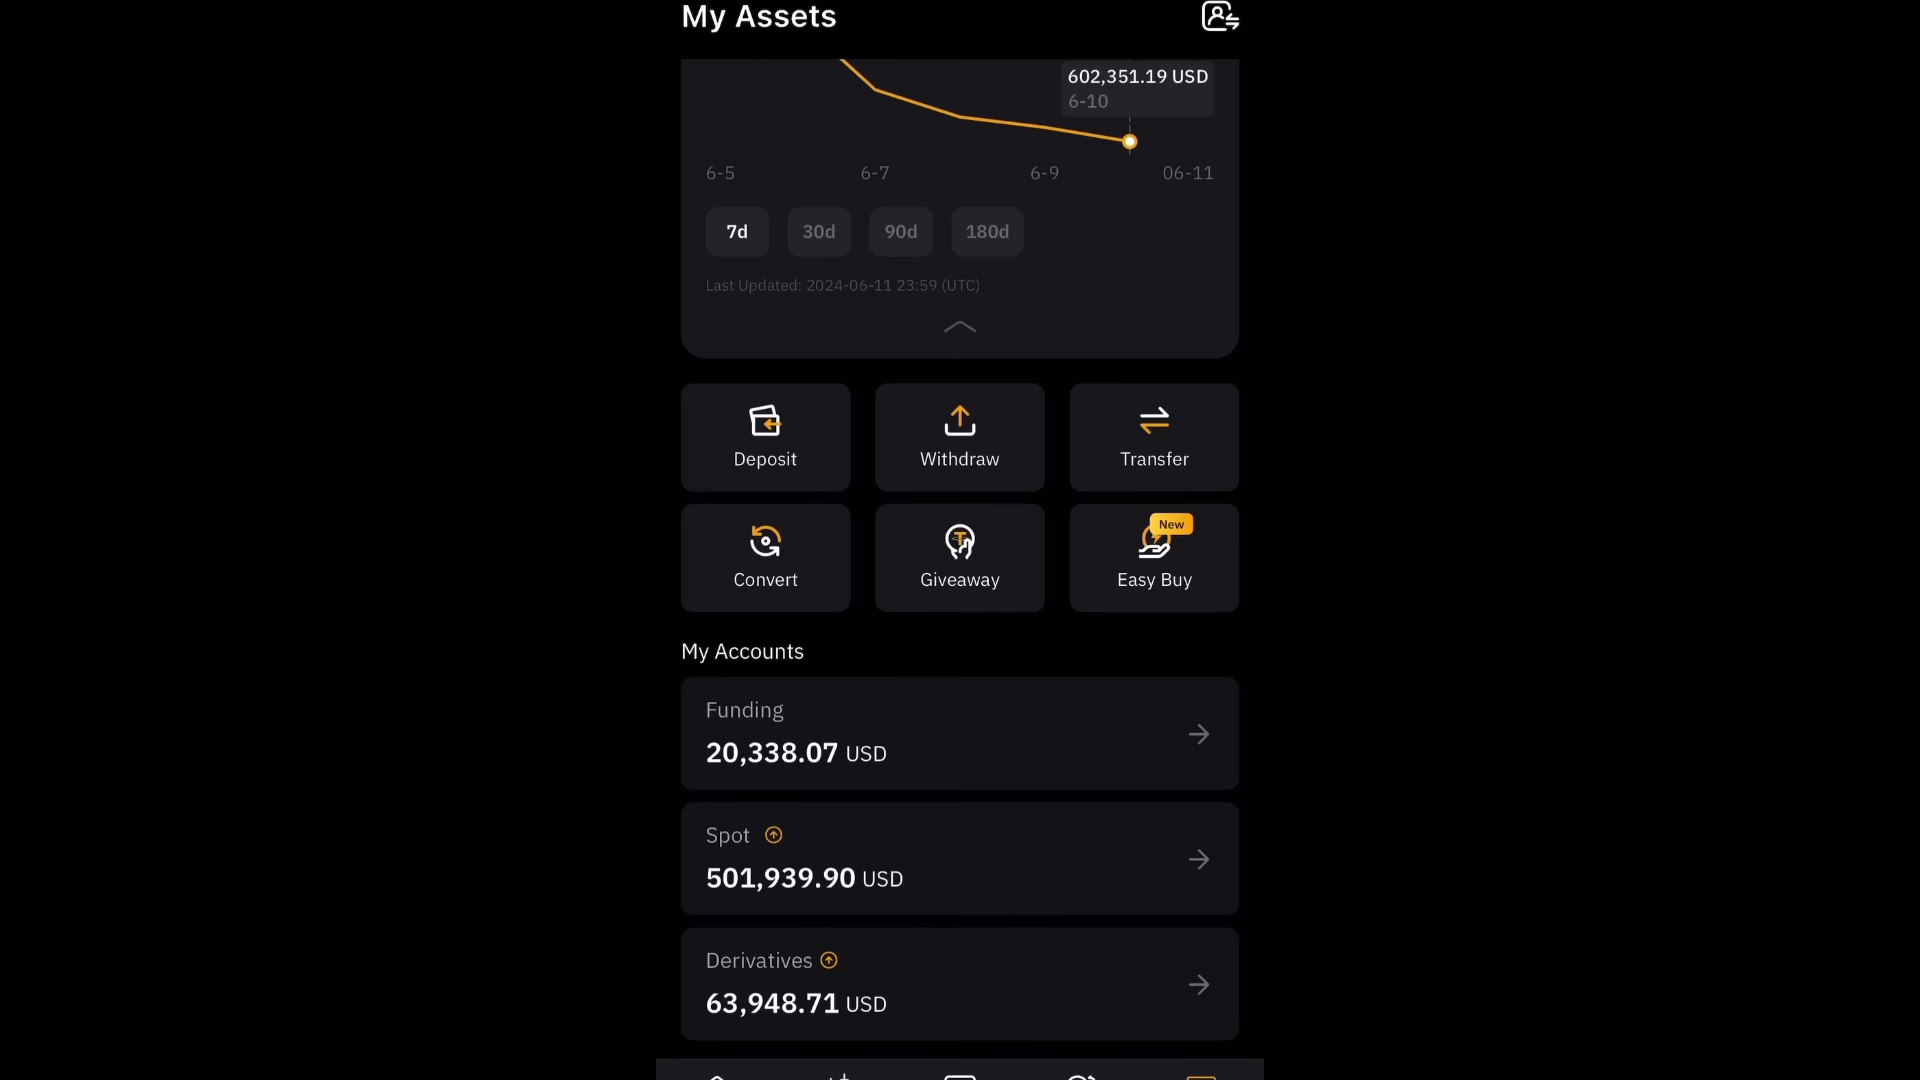 My Assets
602,351.19 USD
6-10
6-5 6-7 6-9 06-11
7d 30d 90d 180d
Last Updated: 2024-06-11 23:59 (UTC)
Deposit Withdraw Transfer
New
Convert Giveaway Easy Buy
My Accounts
Funding
20,338.07 USD
Spot
501,939.90 USD
Derivatives
63,948.71 USD